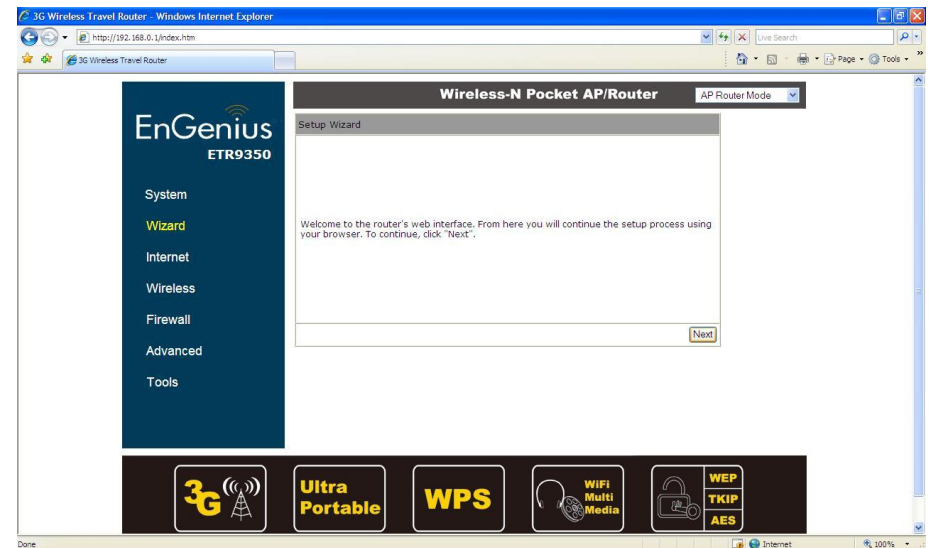 3G Wireless Travel Router - Windows Internet Explorer
http://192.168.0.1/index.htm
Live Search
3G Wireless Travel Router
Page
Tools
»
Wireless-N Pocket AP/Router
AP Router Mode
EnGenius
ETR9350
System
Wizard
Internet
Wireless
Firewall
Advanced
Tools
Setup Wizard
Welcome to the router's web interface. From here you will continue the setup process using
your browser. To continue, click "Next".
Next
3G
Ultra
Portable
WPS
WiFi
Multi
Media
WEP
TKIP
AES
Done
Internet
100%